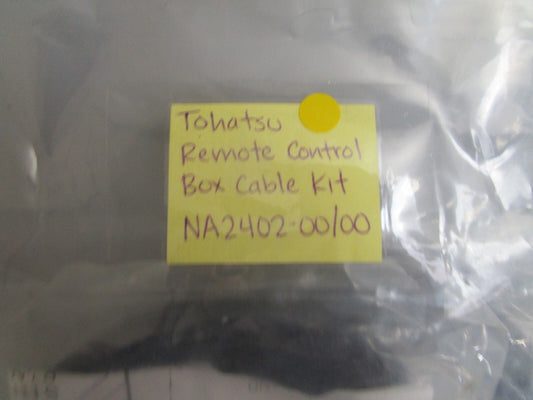 Tohatsu
Remote Control
Box Cable Kit
NA2402-00/00